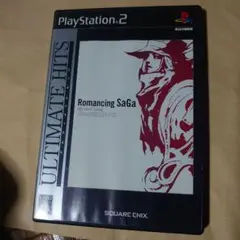 PlayStation®2
ULTIMATE HITS
Romancing SaGa
SQUARE ENIX